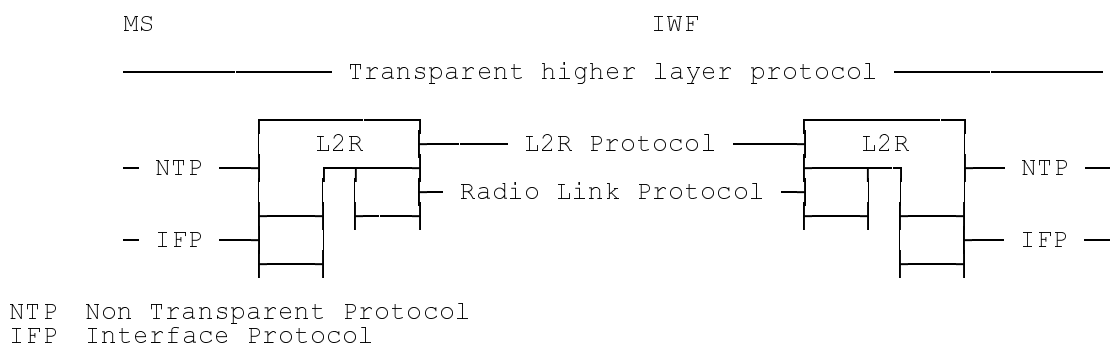 MS IWF
Transparent higher layer protocol
L2R L2R Protocol L2R
NTP NTP
Radio Link Protocol
IFP IFP
NTP Non Transparent Protocol
IFP Interface Protocol